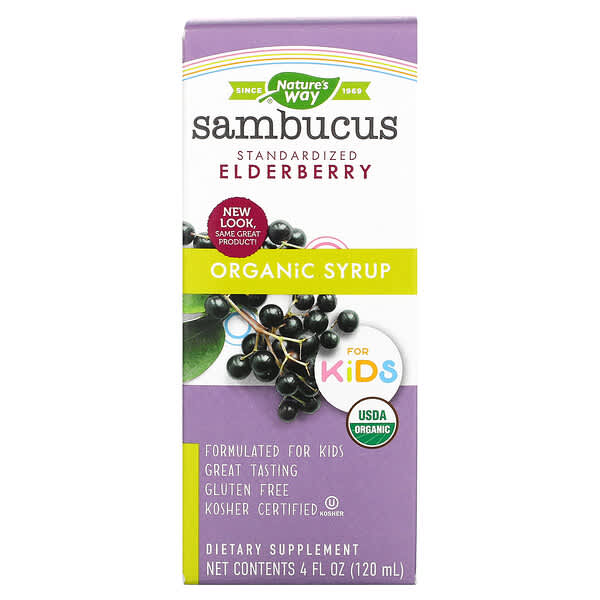 SINCE Nature's Way 1969
sambucus
STANDARDIZED
ELDERBERRY
NEW
LOOK,
SAME GREAT
PRODUCT!
ORGANiC SYRUP
FOR
KiDS
USDA
ORGANIC
FORMULATED FOR KIDS
GREAT TASTING
GLUTEN FREE
KOSHER CERTIFIED U KOSHER
DIETARY SUPPLEMENT
NET CONTENTS 4 FL OZ (120 mL)